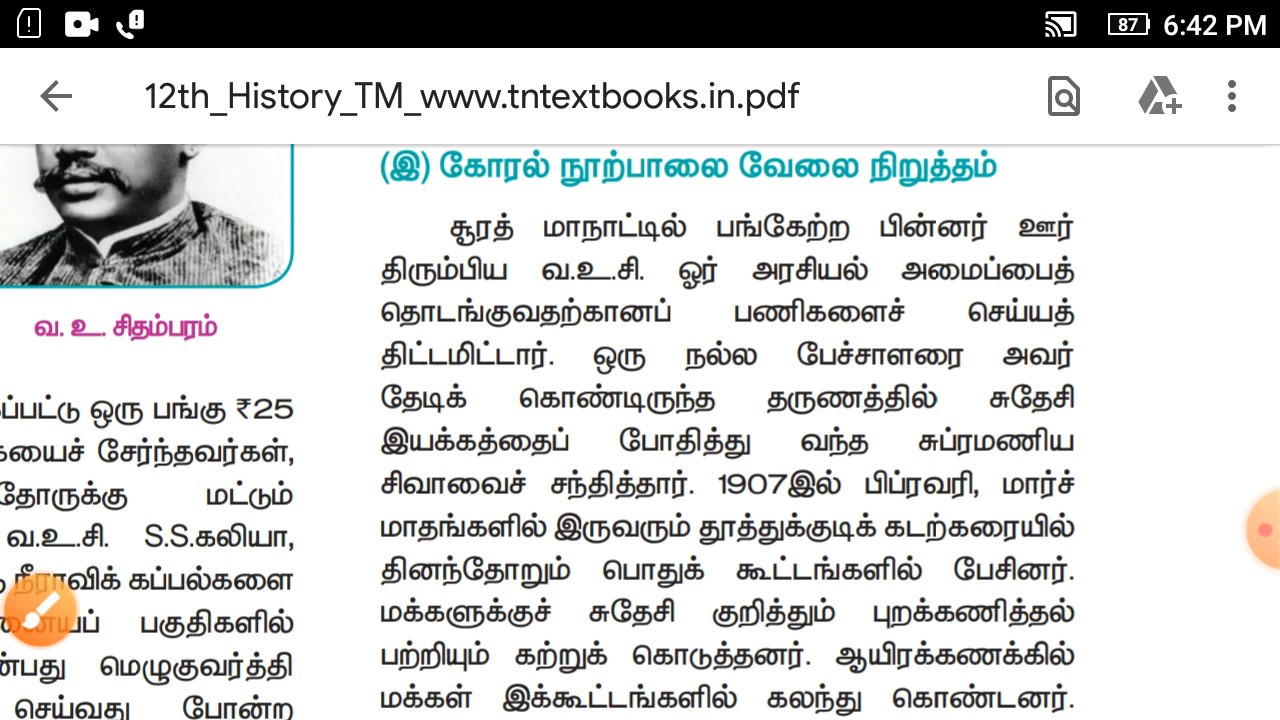 87 6:42 PM
12th_History_TM_www.tntextbooks.in.pdf
வ. உ. சிதம்பரம்
ப்பட்டு ஒரு பங்கு ₹25
சேர்ந்தவர்கள்,
தோருக்கு மட்டும்
வ.உ.சி. S.S.கலியா,
நீராவிக் கப்பல்களை
பகுதிகளில்
மெழுகுவர்த்தி
செய்வது போன்ற
(இ) கோரல் நூற்பாலை வேலை நிறுத்தம்
சூரத் மாநாட்டில் பங்கேற்ற பின்னர் ஊர்
திரும்பிய வ.உ.சி. ஓர் அரசியல் அமைப்பைத்
தொடங்குவதற்கானப் பணிகளைச் செய்யத்
திட்டமிட்டார். ஒரு நல்ல பேச்சாளரை அவர்
தேடிக் கொண்டிருந்த தருணத்தில் சுதேசி
இயக்கத்தைப் போதித்து வந்த சுப்ரமணிய
சிவாவைச் சந்தித்தார். 1907இல் பிப்ரவரி, மார்ச்
மாதங்களில் இருவரும் தூத்துக்குடிக் கடற்கரையில்
தினந்தோறும் பொதுக் கூட்டங்களில் பேசினர்.
மக்களுக்குச் சுதேசி குறித்தும் புறக்கணித்தல்
பற்றியும் கற்றுக் கொடுத்தனர். ஆயிரக்கணக்கில்
மக்கள் இக்கூட்டங்களில் கலந்து கொண்டனர்.